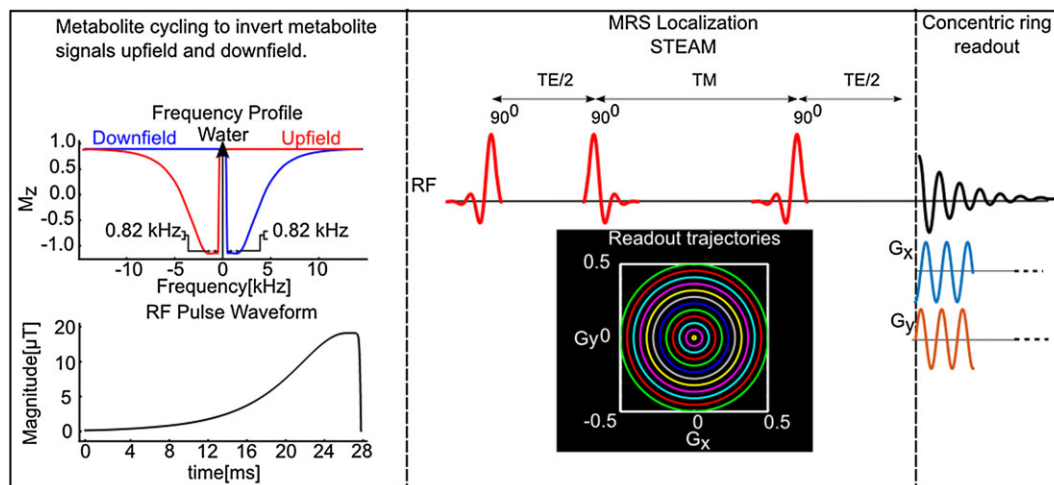 Metabolite cycling to invert metabolite
signals upfield and downfield.
Frequency Profile
Downfield
Water
Upfield
Mz
1.0
0.5
0.0
-0.5
-1.0
0.82 kHz
0.82 kHz
-10 -5 0 5 10
Frequency[kHz]
RF Pulse Waveform
Magnitude[µT]
20
10
0
0 4 8 12 16 20 24 28
time[ms]
MRS Localization
STEAM
TE/2
TM
TE/2
90⁰
90⁰
90⁰
RF
Readout trajectories
0.5
Gy0
-0.5
0
0.5
Gx
Concentric ring
readout
Gx
Gy